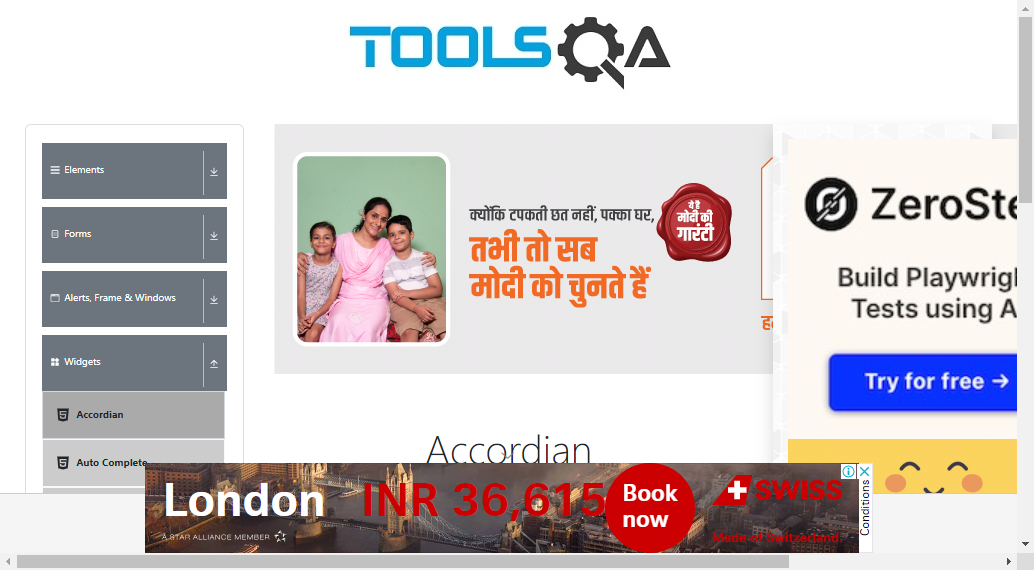 TOOLSQA
Elements
Forms
Alerts, Frame & Windows
Widgets
Accordian
Auto Complete
क्योंकि टपकती छत नहीं, पक्का घर,
तभी तो सब
मोदी को चुनते हैं
ये है
मोदी की
गारंटी
ZeroSte
Build Playwrigh
Tests using A
Try for free →
Accordian
London
INR 36,615
Book
now
SWISS
A STAR ALLIANCE MEMBER
Made of Switzerland.
Conditions